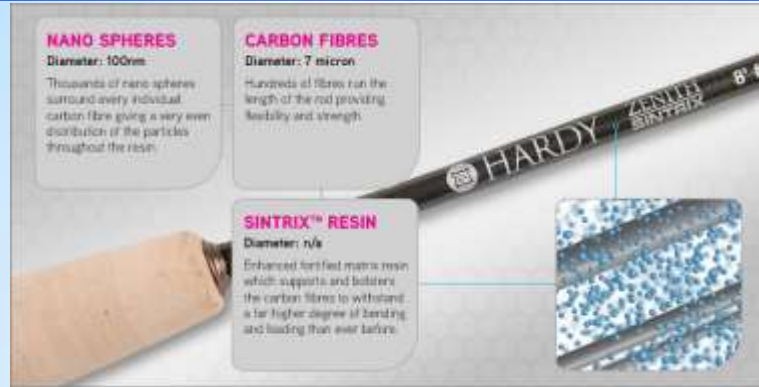 NANO SPHERES
Diameter: 100nm
Thousands of nano spheres
surround every individual
carbon fibre giving a very even
distribution of the particles
throughout the resin.
CARBON FIBRES
Diameter: 7 micron
Hundreds of fibres run the
length of the rod providing
flexibility and strength.
HARDY
ZENITH
SINTRIX
8'
SINTRIX™ RESIN
Diameter: n/a
Enhanced fortified matrix resin
which supports and bolsters
the carbon fibres to withstand
a far higher degree of bending
and loading than ever before.